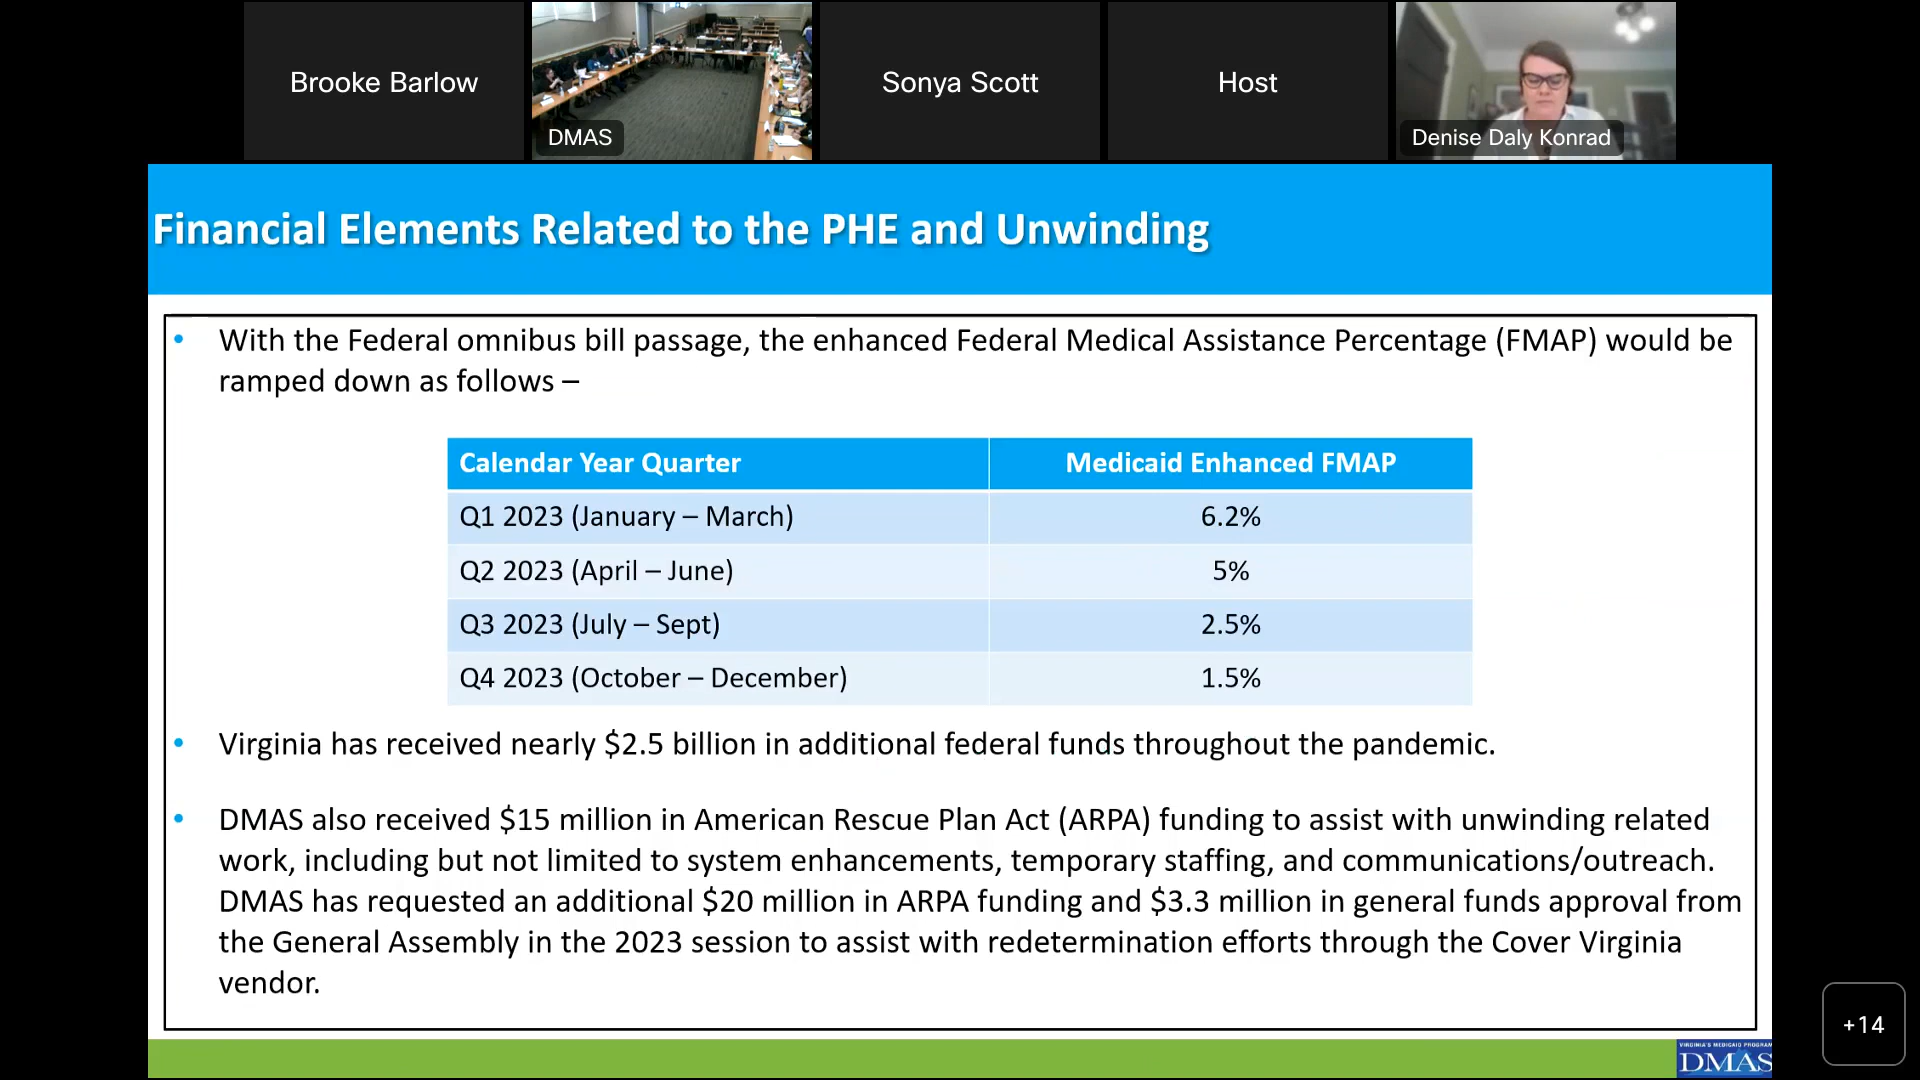 Brooke Barlow
DMAS
Sonya Scott
Host
Denise Daly Konrad
Financial Elements Related to the PHE and Unwinding
• With the Federal omnibus bill passage, the enhanced Federal Medical Assistance Percentage (FMAP) would be
ramped down as follows –
Calendar Year Quarter Medicaid Enhanced FMAP
Q1 2023 (January – March) 6.2%
Q2 2023 (April – June) 5%
Q3 2023 (July – Sept) 2.5%
Q4 2023 (October – December) 1.5%
• Virginia has received nearly $2.5 billion in additional federal funds throughout the pandemic.
• DMAS also received $15 million in American Rescue Plan Act (ARPA) funding to assist with unwinding related
work, including but not limited to system enhancements, temporary staffing, and communications/outreach.
DMAS has requested an additional $20 million in ARPA funding and $3.3 million in general funds approval from
the General Assembly in the 2023 session to assist with redetermination efforts through the Cover Virginia
vendor.
+14
VIRGINIA'S MEDICAID PROGRAM
DMAS